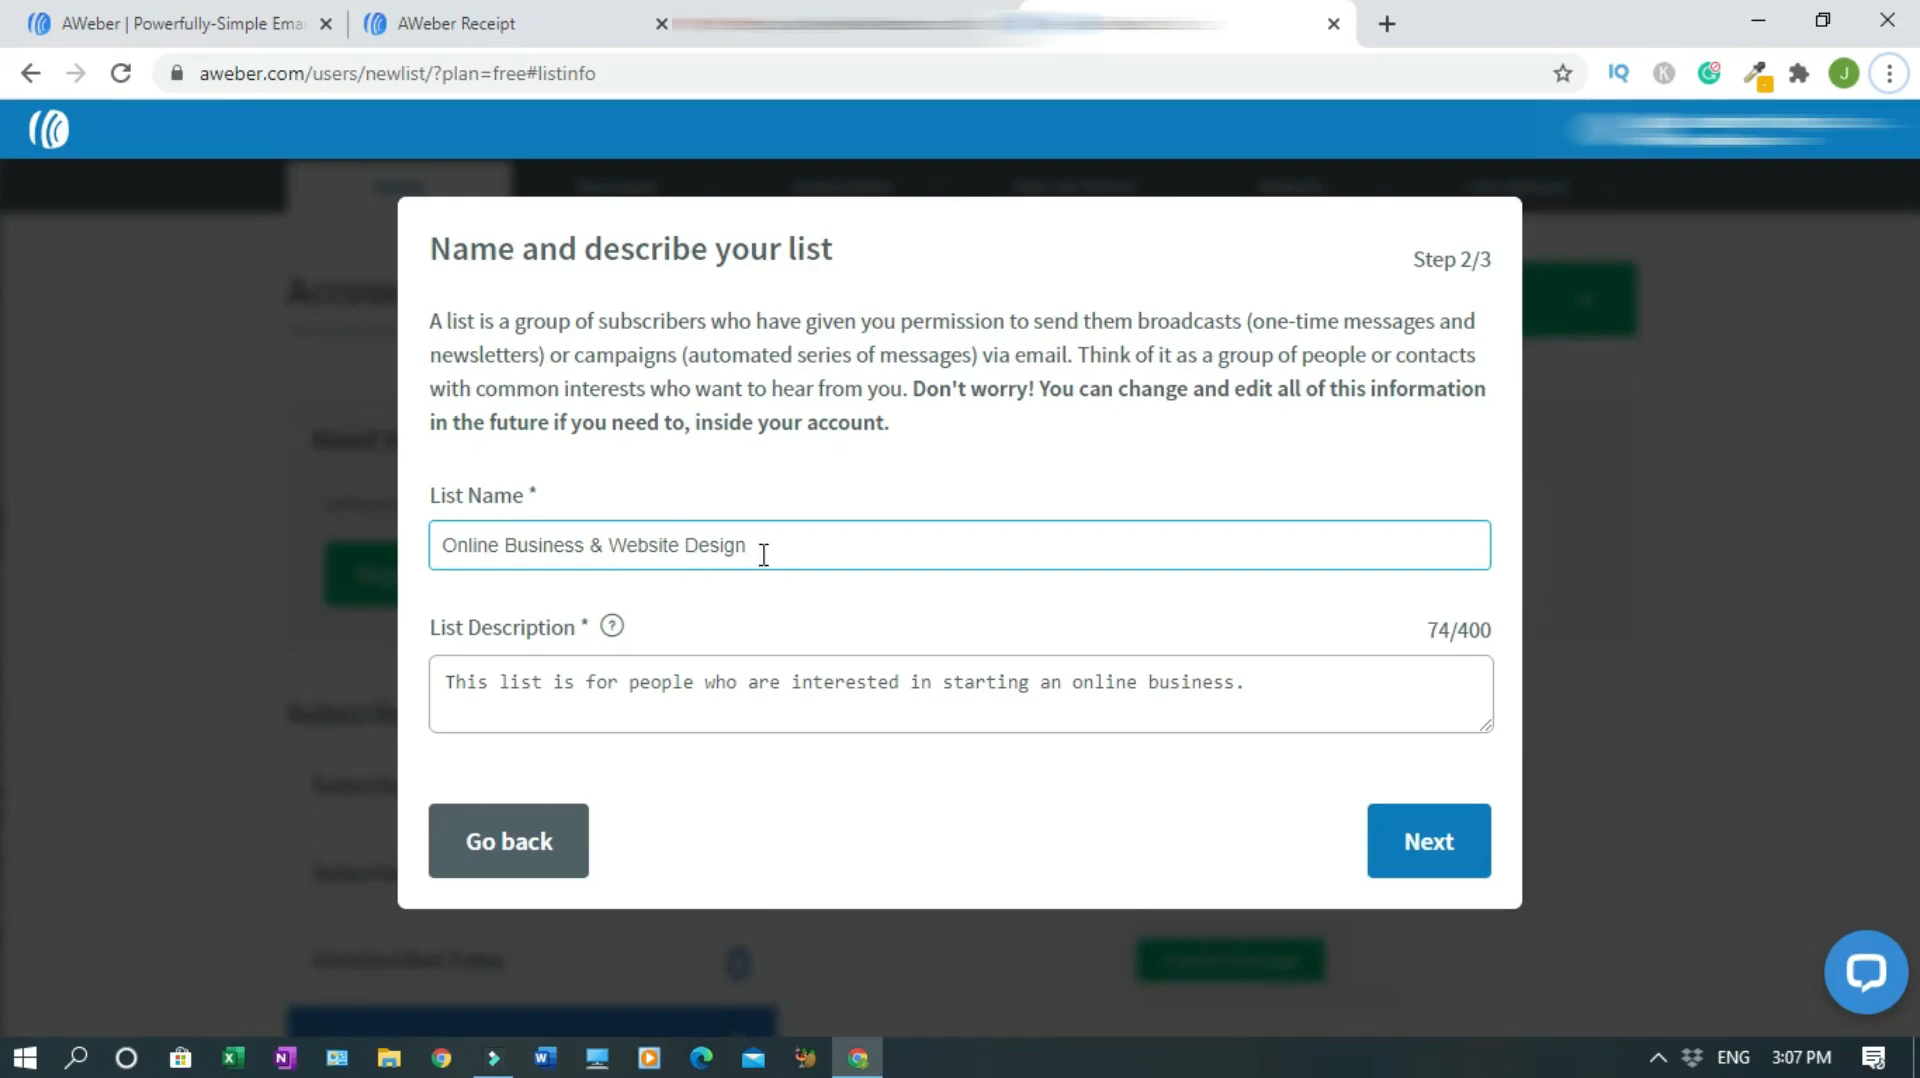 AWeber | Powerfully-Simple Ema
AWeber Receipt
aweber.com/users/newlist/?plan=free#listinfo
IQ
K
J
Name and describe your list
Step 2/3
A list is a group of subscribers who have given you permission to send them broadcasts (one-time messages and
newsletters) or campaigns (automated series of messages) via email. Think of it as a group of people or contacts
with common interests who want to hear from you. Don't worry! You can change and edit all of this information
in the future if you need to, inside your account.
List Name *
Online Business & Website Design
List Description * ?
74/400
This list is for people who are interested in starting an online business.
Go back
Next
ENG
3:07 PM